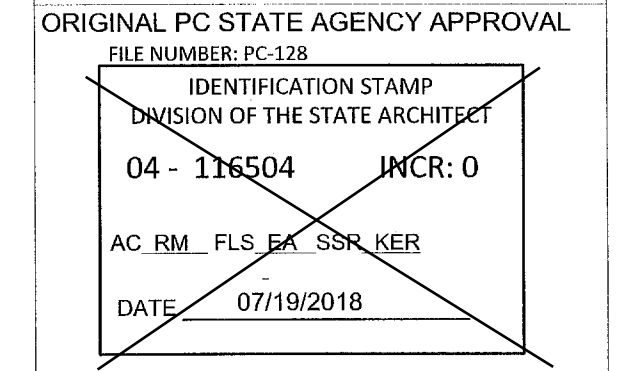 ORIGINAL PC STATE AGENCY APPROVAL
FILE NUMBER: PC-128
IDENTIFICATION STAMP
DIVISION OF THE STATE ARCHITECT
04 - 116504 INCR: 0
AC RM FLS EA SSR KER
DATE 07/19/2018